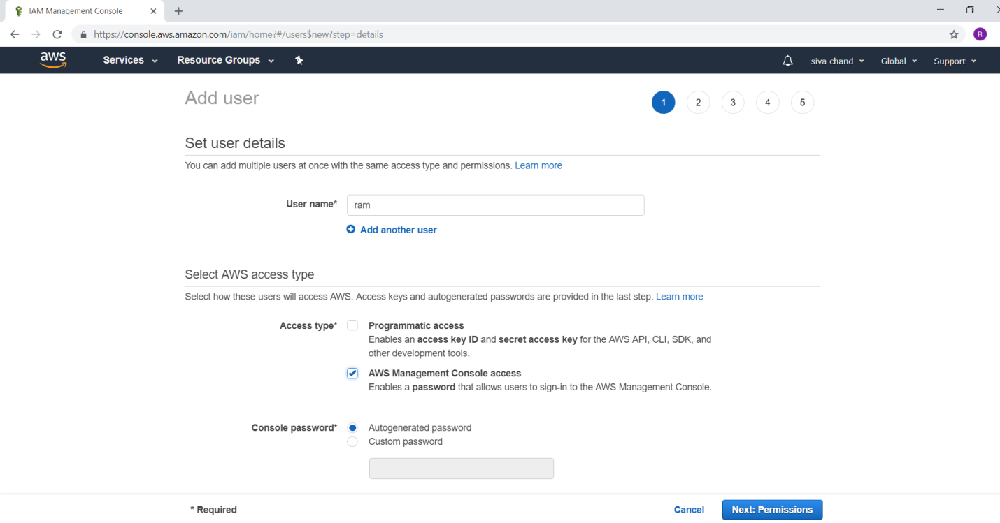 IAM Management Console
https://console.aws.amazon.com/iam/home?#/users$new?step=details
R
aws Services Resource Groups siva chand Global Support
Add user
1 2 3 4 5
Set user details
You can add multiple users at once with the same access type and permissions. Learn more
User name* ram
Add another user
Select AWS access type
Select how these users will access AWS. Access keys and autogenerated passwords are provided in the last step. Learn more
Access type* Programmatic access
Enables an access key ID and secret access key for the AWS API, CLI, SDK, and
other development tools.
AWS Management Console access
Enables a password that allows users to sign-in to the AWS Management Console.
Console password* Autogenerated password
Custom password
* Required Cancel Next: Permissions